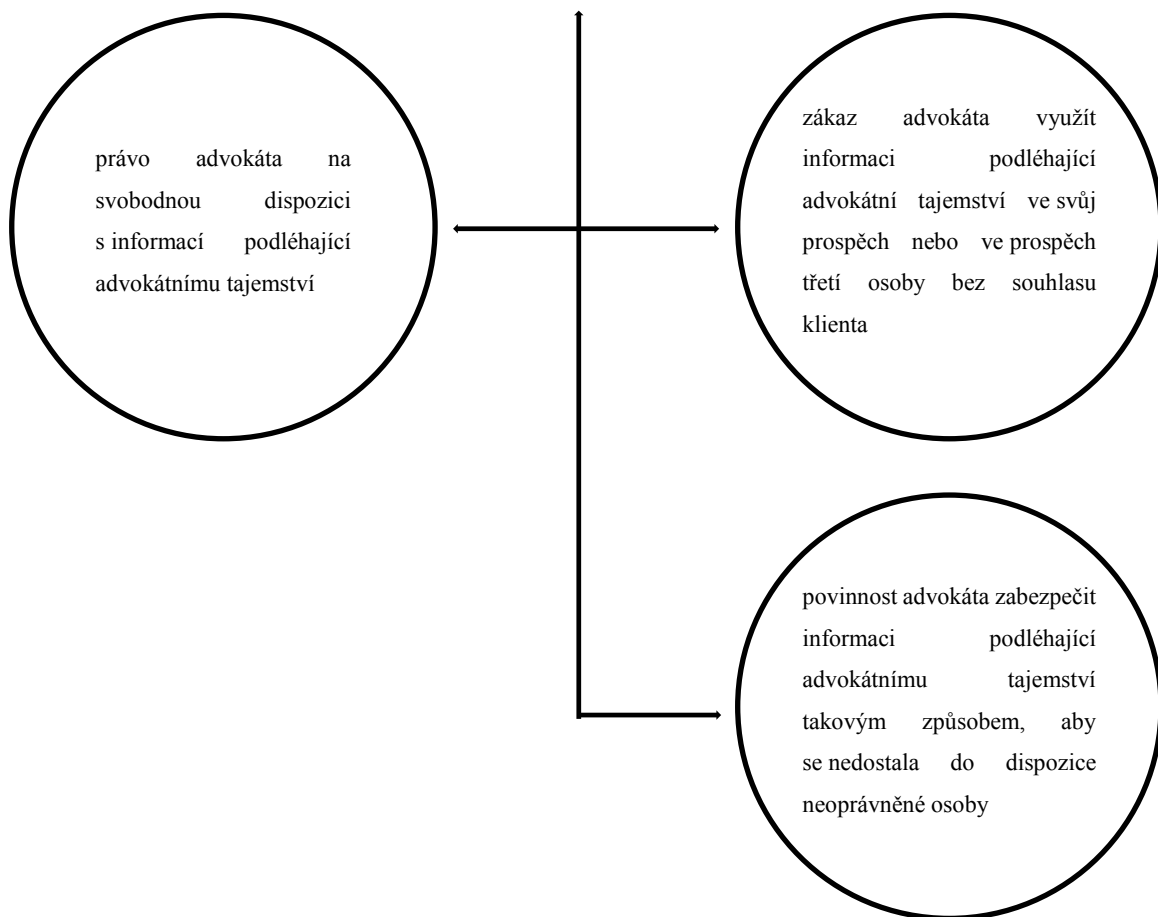 právo advokáta na
svobodnou dispozici
s informací podléhající
advokátnímu tajemství
zákaz advokáta využít
informaci podléhající
advokátní tajemství ve svůj
prospěch nebo ve prospěch
třetí osoby bez souhlasu
klienta
povinnost advokáta zabezpečit
informaci podléhající
advokátnímu tajemství
takovým způsobem, aby
se nedostala do dispozice
neoprávněné osoby